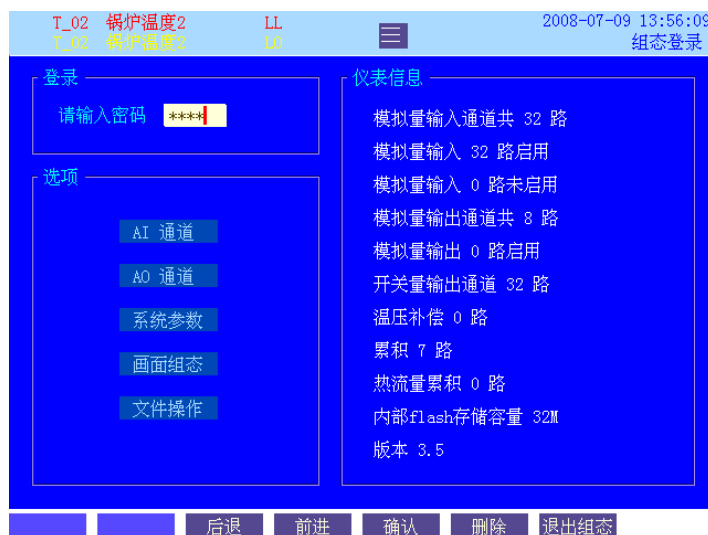 T_02 锅炉温度2 LL 2008-07-09 13:56:09
T_02 锅炉温度2 LO 组态登录
登录
请输入密码 ****
选项
AI 通道
AO 通道
系统参数
画面组态
文件操作
仪表信息
模拟量输入通道共 32 路
模拟量输入 32 路启用
模拟量输入 0 路未启用
模拟量输出通道共 8 路
模拟量输出 0 路启用
开关量输出通道 32 路
温压补偿 0 路
累积 7 路
热流量累积 0 路
内部flash存储容量 32M
版本 3.5
后退 前进 确认 删除 退出组态